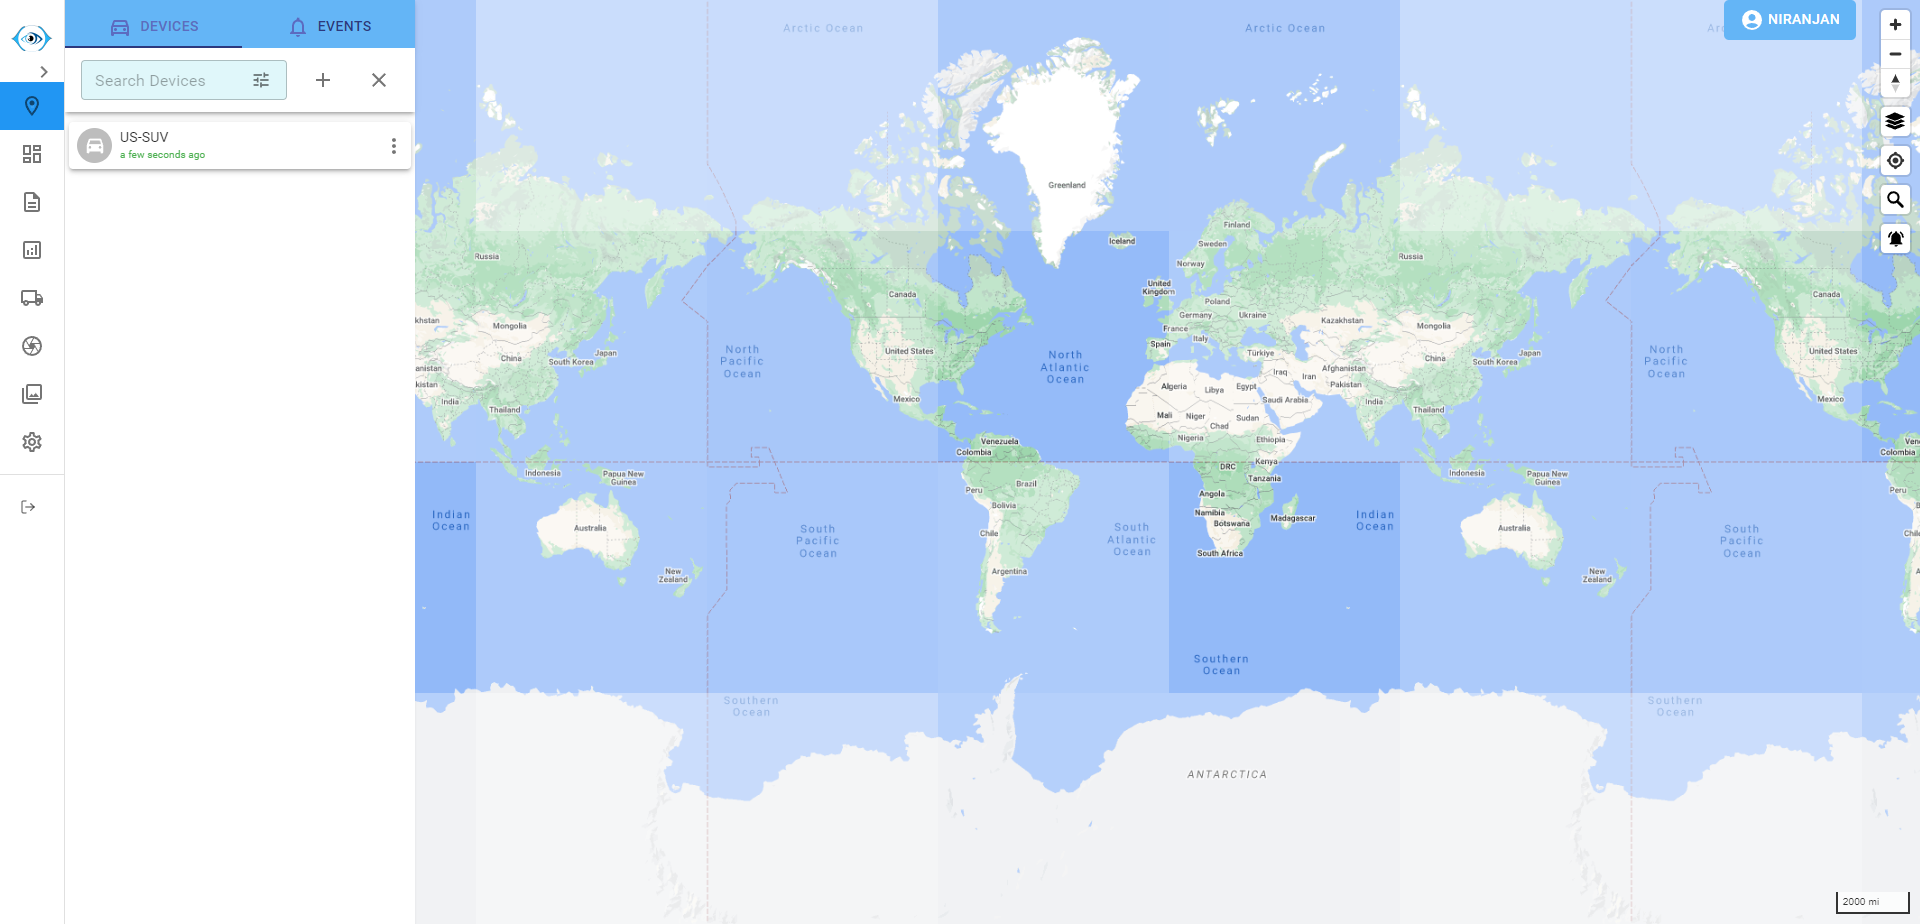 DEVICES
EVENTS
NIRANJAN
Search Devices
US-SUV
a few seconds ago
Arctic Ocean
Arctic Ocean
Greenland
Iceland
Finland
Sweden
Norway
Russia
Russia
United
Kingdom
Poland
Germany
Ukraine
France
Italy
Spain
Türkiye
Kazakhstan
Mongolia
Mongolia
Canada
Canada
China
China
Japan
Japan
South Korea
South Korea
United States
United States
North
Pacific
Ocean
North
Atlantic
Ocean
North
Pacific
Ocean
Iraq
Iran
Afghanistan
Pakistan
Algeria
Libya
Egypt
Saudi Arabia
Mexico
Mexico
India
India
Thailand
Thailand
Mali
Niger
Chad
Sudan
Nigeria
Ethiopia
Venezuela
Colombia
Colombia
DRC
Kenya
Tanzania
Indonesia
Indonesia
Papua New
Guinea
Papua New
Guinea
Peru
Peru
Brazil
Bolivia
Angola
Namibia
Botswana
Madagascar
South Africa
Indian
Ocean
Indian
Ocean
Australia
Australia
Chile
Argentina
South
Pacific
Ocean
South
Atlantic
Ocean
South
Pacific
Ocean
New
Zealand
New
Zealand
Southern
Ocean
Southern
Ocean
Southern
Ocean
ANTARCTICA
2000 mi